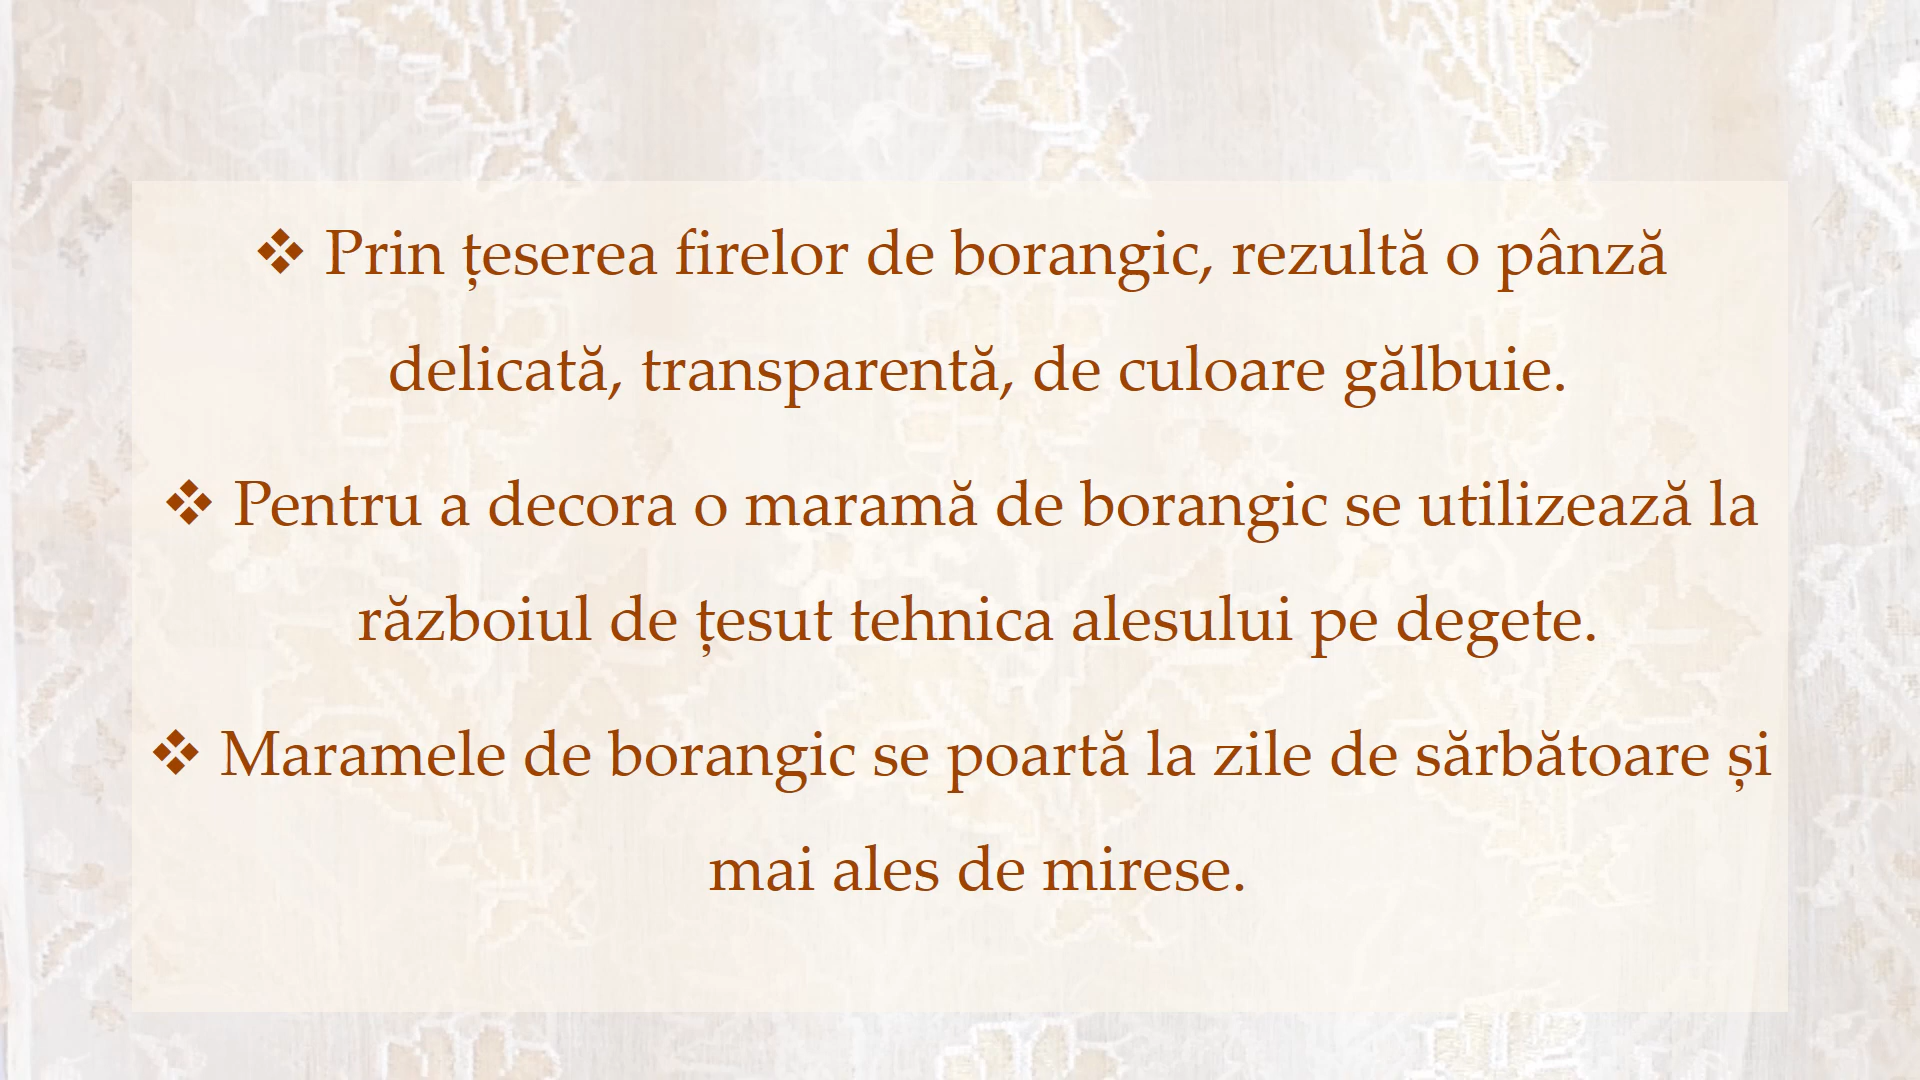 ❖ Prin țeserea firelor de borangic, rezultă o pânză
delicată, transparentă, de culoare gălbuie.
❖ Pentru a decora o maramă de borangic se utilizează la
războiul de țesut tehnica alesului pe degete.
❖ Maramele de borangic se poartă la zile de sărbătoare și
mai ales de mirese.